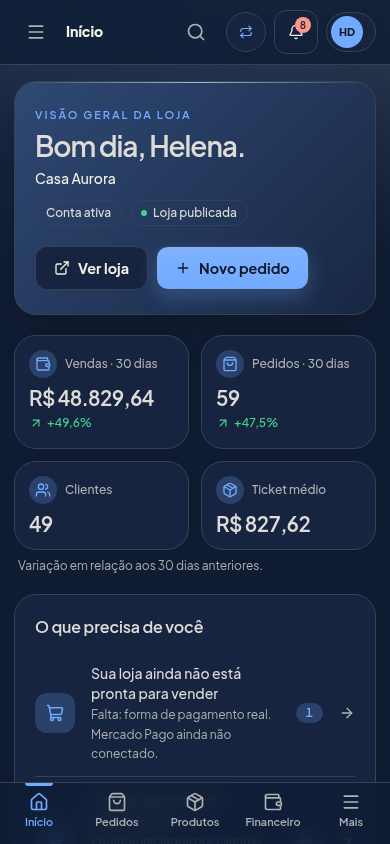 Início
8
HD
VISÃO GERAL DA LOJA
Bom dia, Helena.
Casa Aurora
Conta ativa
Loja publicada
Ver loja
Novo pedido
Vendas · 30 dias
R$ 48.829,64
+49,6%
Pedidos · 30 dias
59
+47,5%
Clientes
49
Ticket médio
R$ 827,62
Variação em relação aos 30 dias anteriores.
O que precisa de você
Sua loja ainda não está
pronta para vender
Falta: forma de pagamento real.
Mercado Pago ainda não
conectado.
1
Início
Pedidos
Produtos
Financeiro
Mais